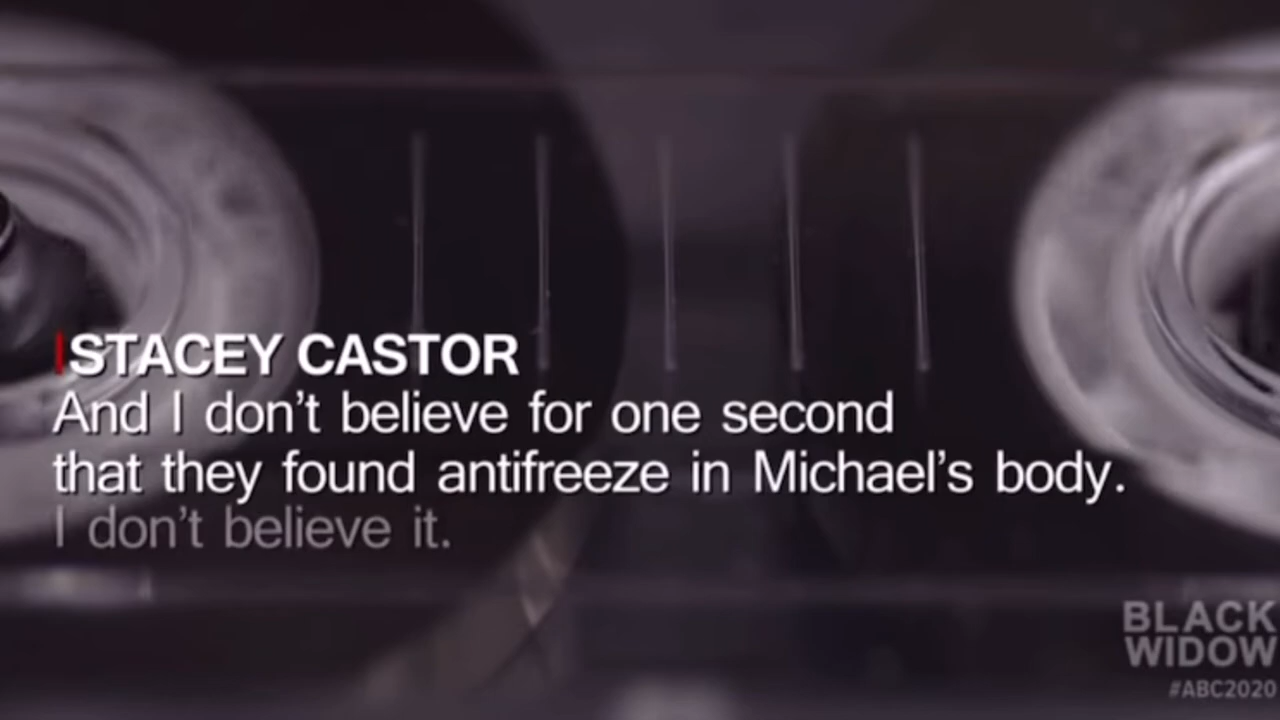 STACEY CASTOR
And I don’t believe for one second
that they found antifreeze in Michael’s body.
I don’t believe it.
BLACK
WIDOW
#ABC2020